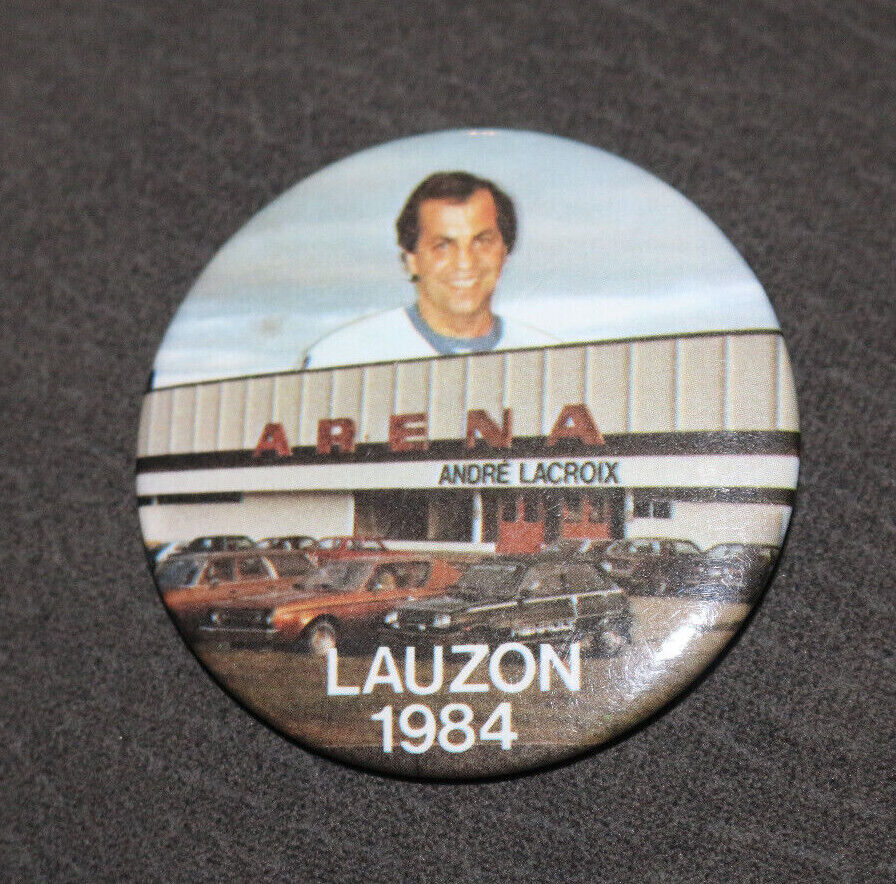 ARENA
ANDRÉ LACROIX
LAUZON
1984